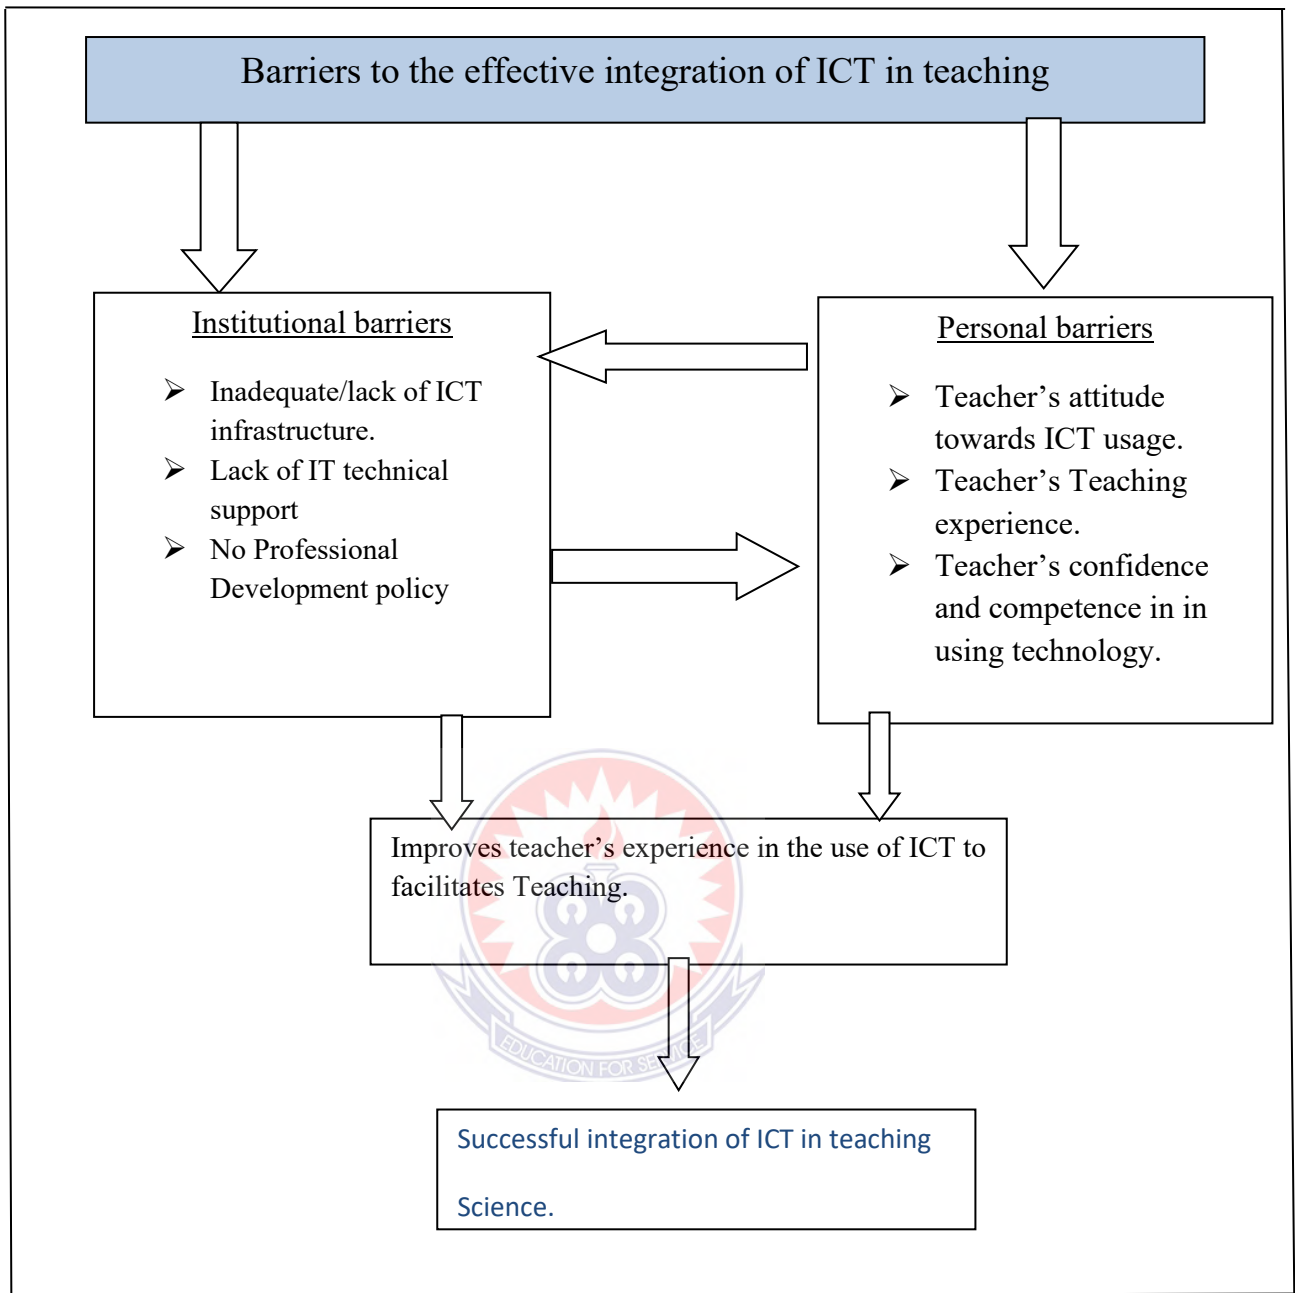 Barriers to the effective integration of ICT in teaching
Institutional barriers
➢ Inadequate/lack of ICT
infrastructure.
➢ Lack of IT technical
support
➢ No Professional
Development policy
Personal barriers
➢ Teacher’s attitude
towards ICT usage.
➢ Teacher’s Teaching
experience.
➢ Teacher’s confidence
and competence in in
using technology.
Improves teacher’s experience in the use of ICT to
facilitates Teaching.
EDUCATION FOR SERVICE
Successful integration of ICT in teaching
Science.